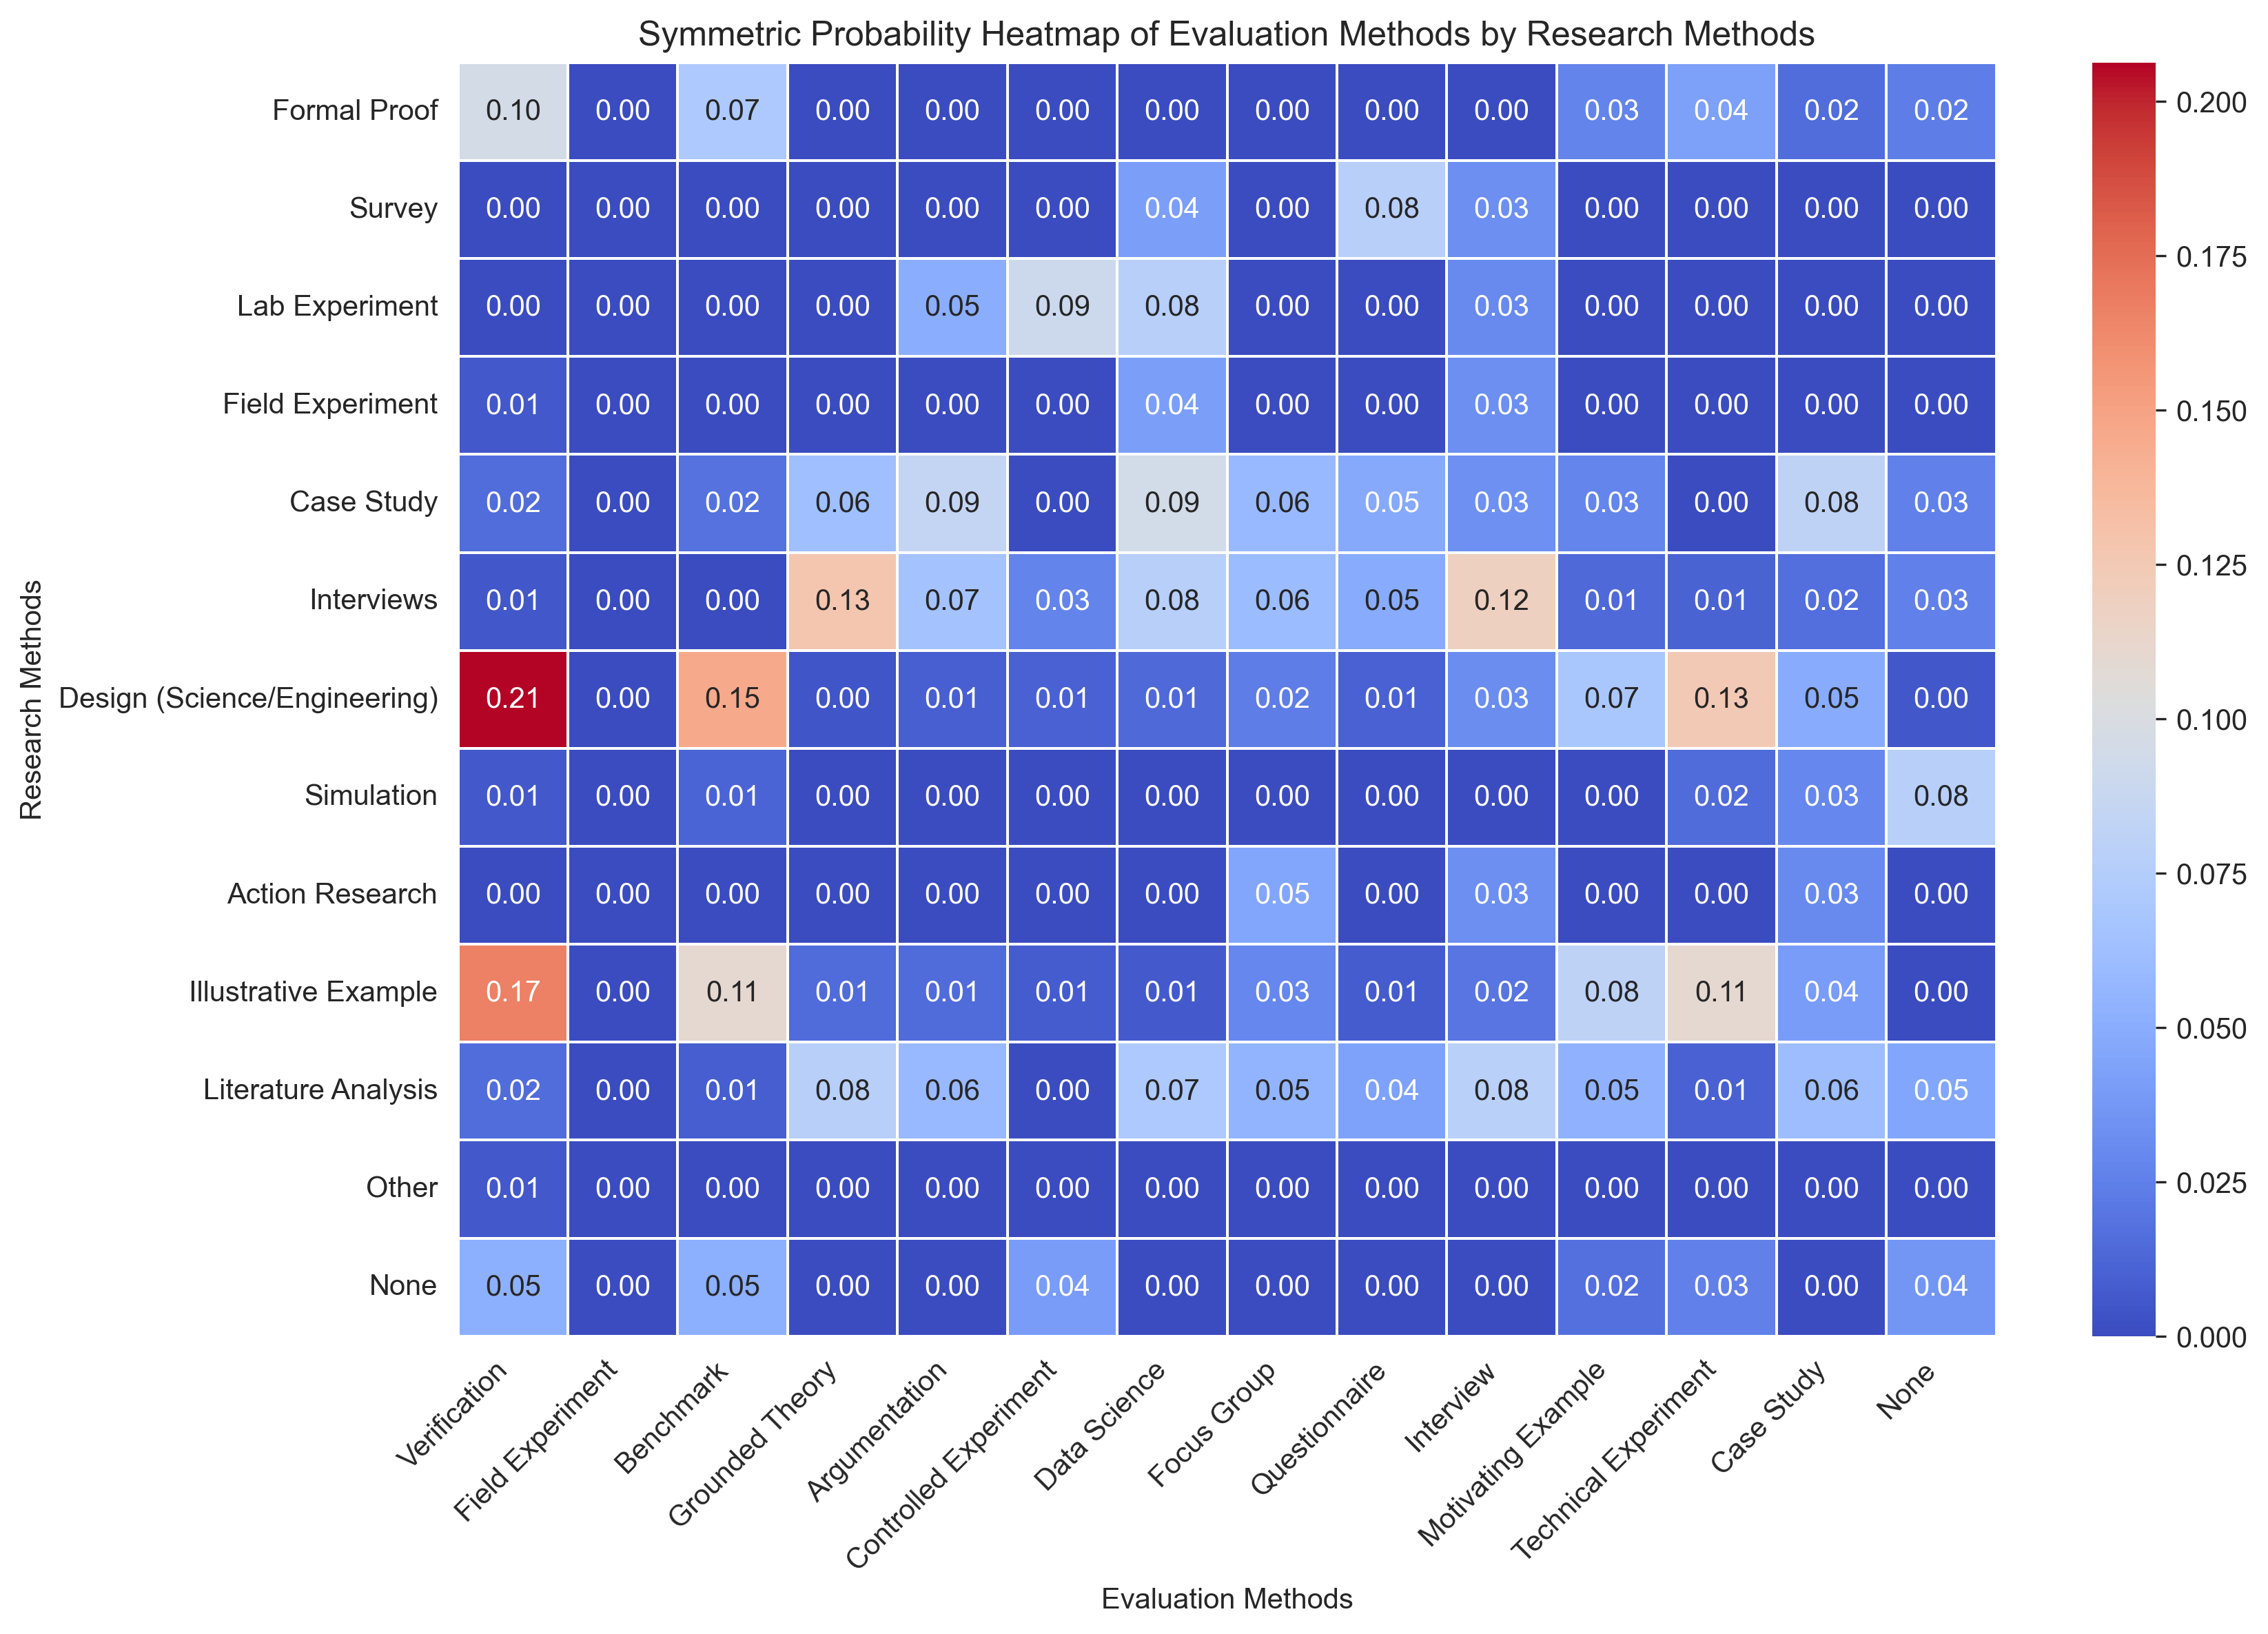 Symmetric Probability Heatmap of Evaluation Methods by Research Methods
Research Methods
Formal Proof 0.10 0.00 0.07 0.00 0.00 0.00 0.00 0.00 0.00 0.00 0.03 0.04 0.02 0.02
Survey 0.00 0.00 0.00 0.00 0.00 0.00 0.04 0.00 0.08 0.03 0.00 0.00 0.00 0.00
Lab Experiment 0.00 0.00 0.00 0.00 0.05 0.09 0.08 0.00 0.00 0.03 0.00 0.00 0.00 0.00
Field Experiment 0.01 0.00 0.00 0.00 0.00 0.00 0.04 0.00 0.00 0.03 0.00 0.00 0.00 0.00
Case Study 0.02 0.00 0.02 0.06 0.09 0.00 0.09 0.06 0.05 0.03 0.03 0.00 0.08 0.03
Interviews 0.01 0.00 0.00 0.13 0.07 0.03 0.08 0.06 0.05 0.12 0.01 0.01 0.02 0.03
Design (Science/Engineering) 0.21 0.00 0.15 0.00 0.01 0.01 0.01 0.02 0.01 0.03 0.07 0.13 0.05 0.00
Simulation 0.01 0.00 0.01 0.00 0.00 0.00 0.00 0.00 0.00 0.00 0.00 0.02 0.03 0.08
Action Research 0.00 0.00 0.00 0.00 0.00 0.00 0.00 0.05 0.00 0.03 0.00 0.00 0.03 0.00
Illustrative Example 0.17 0.00 0.11 0.01 0.01 0.01 0.01 0.03 0.01 0.02 0.08 0.11 0.04 0.00
Literature Analysis 0.02 0.00 0.01 0.08 0.06 0.00 0.07 0.05 0.04 0.08 0.05 0.01 0.06 0.05
Other 0.01 0.00 0.00 0.00 0.00 0.00 0.00 0.00 0.00 0.00 0.00 0.00 0.00 0.00
None 0.05 0.00 0.05 0.00 0.00 0.04 0.00 0.00 0.00 0.00 0.02 0.03 0.00 0.04
Verification
Field Experiment
Benchmark
Grounded Theory
Argumentation
Controlled Experiment
Data Science
Focus Group
Questionnaire
Interview
Motivating Example
Technical Experiment
Case Study
None
Evaluation Methods
0.200
0.175
0.150
0.125
0.100
0.075
0.050
0.025
0.000